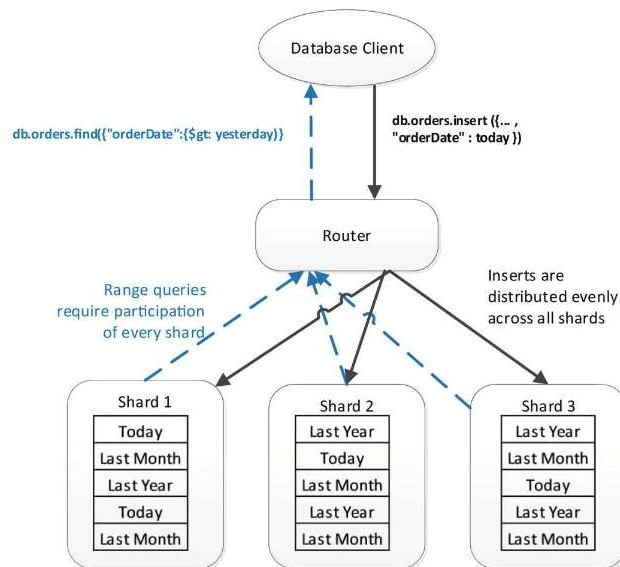 Database Client
db.orders.find({"orderDate":{$gt: yesterday)}
db.orders.insert ({... ,
"orderDate" : today })
Router
Range queries
require participation
of every shard
Inserts are
distributed evenly
across all shards
Shard 1
Today
Last Month
Last Year
Today
Last Month
Shard 2
Last Year
Today
Last Month
Last Year
Last Month
Shard 3
Last Year
Last Month
Today
Last Year
Last Month